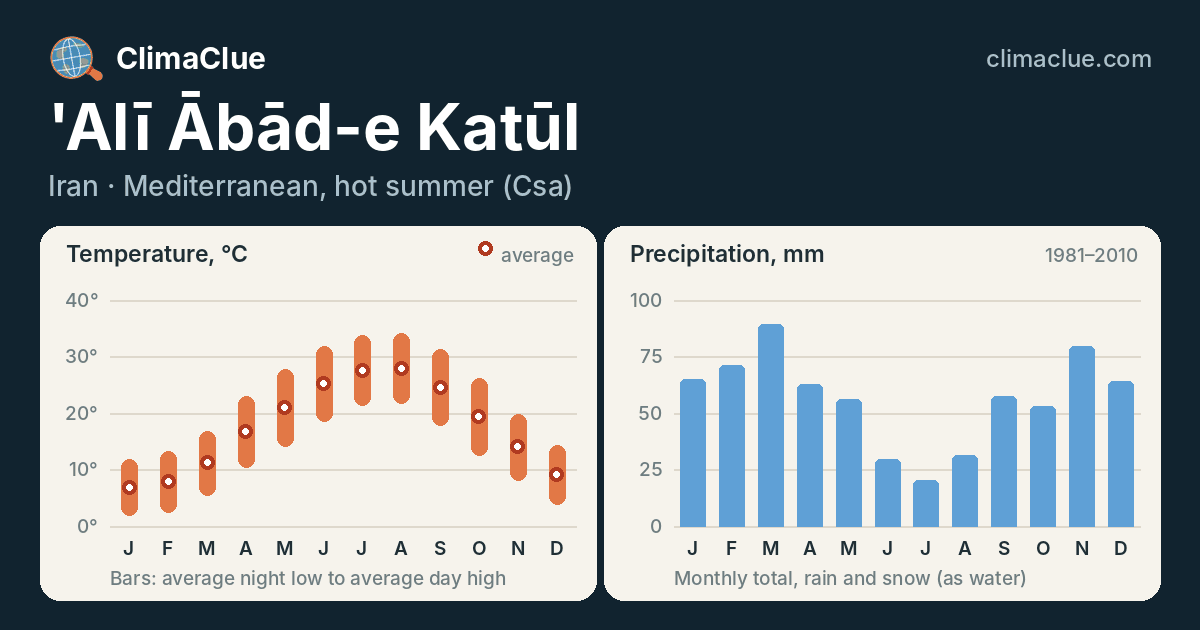 ClimaClue
climaclue.com
'Alī Ābād-e Katūl
Iran · Mediterranean, hot summer (Csa)
Temperature, °C
average
40°
30°
20°
10°
0°
J F M A M J J A S O N D
Bars: average night low to average day high
Precipitation, mm
1981–2010
100
75
50
25
0
J F M A M J J A S O N D
Monthly total, rain and snow (as water)